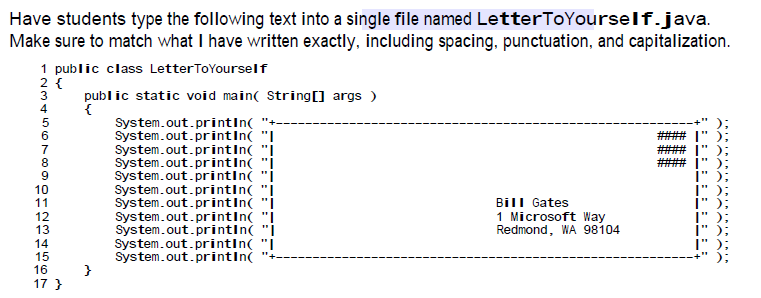 Have students type the following text into a single file named LetterToYourself.java.
Make sure to match what I have written exactly, including spacing, punctuation, and capitalization.
1 public class LetterToYourself
2 {
3     public static void main( String[] args )
4     {
5         System.out.println( "+---------------------------------------------------------+" );
6         System.out.println( "|                                                    #### |" );
7         System.out.println( "|                                                    #### |" );
8         System.out.println( "|                                                    #### |" );
9         System.out.println( "|                                                         |" );
10         System.out.println( "|                                                         |" );
11         System.out.println( "|                              Bill Gates                 |" );
12         System.out.println( "|                              1 Microsoft Way            |" );
13         System.out.println( "|                              Redmond, WA 98104          |" );
14         System.out.println( "|                                                         |" );
15         System.out.println( "+---------------------------------------------------------+" );
16     }
17 }